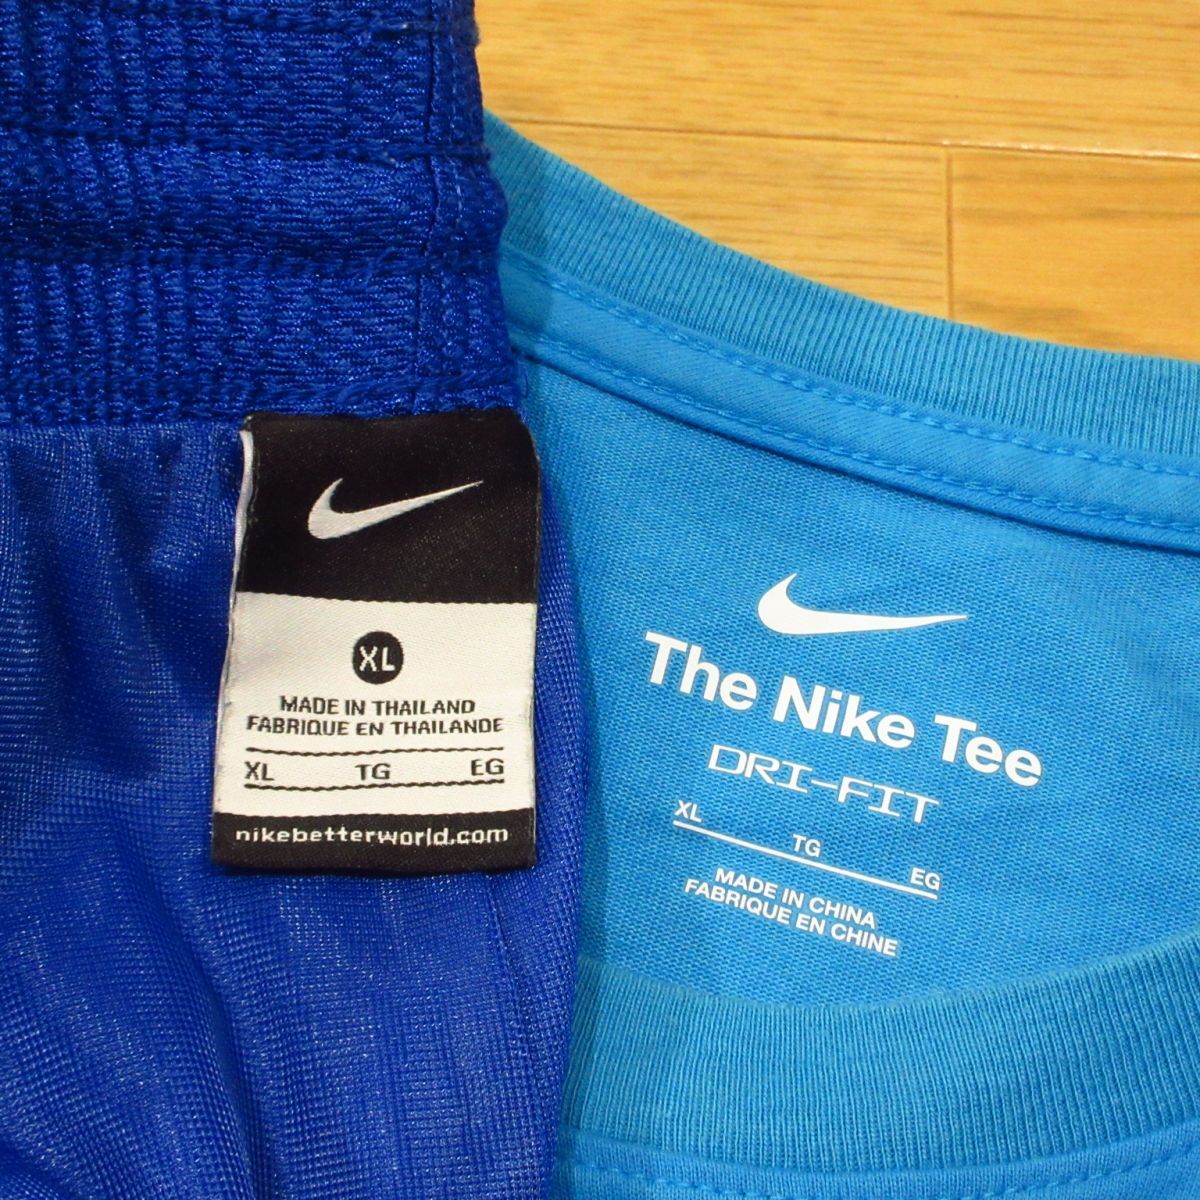 XL
MADE IN THAILAND
FABRIQUE EN THAILANDE
XL TG EG
nikebetterworld.com
The Nike Tee
DRI-FIT
XL TG EG
MADE IN CHINA
FABRIQUE EN CHINE